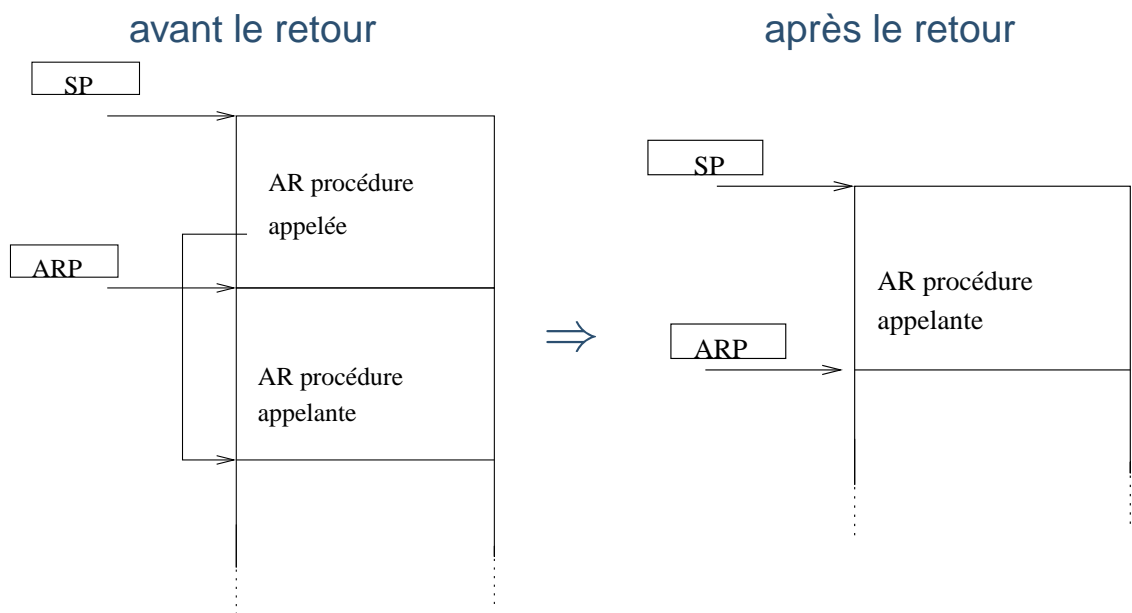 avant le retour
après le retour
SP
AR procédure
appelée
ARP
AR procédure
appelante
⇒
SP
AR procédure
appelante
ARP